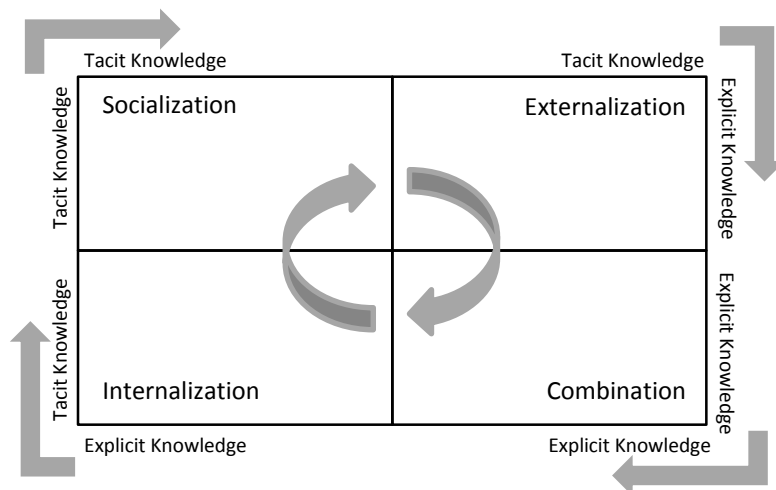 Tacit Knowledge
Tacit Knowledge
Tacit Knowledge
Socialization
Externalization
Explicit Knowledge
Tacit Knowledge
Internalization
Combination
Explicit Knowledge
Explicit Knowledge
Explicit Knowledge